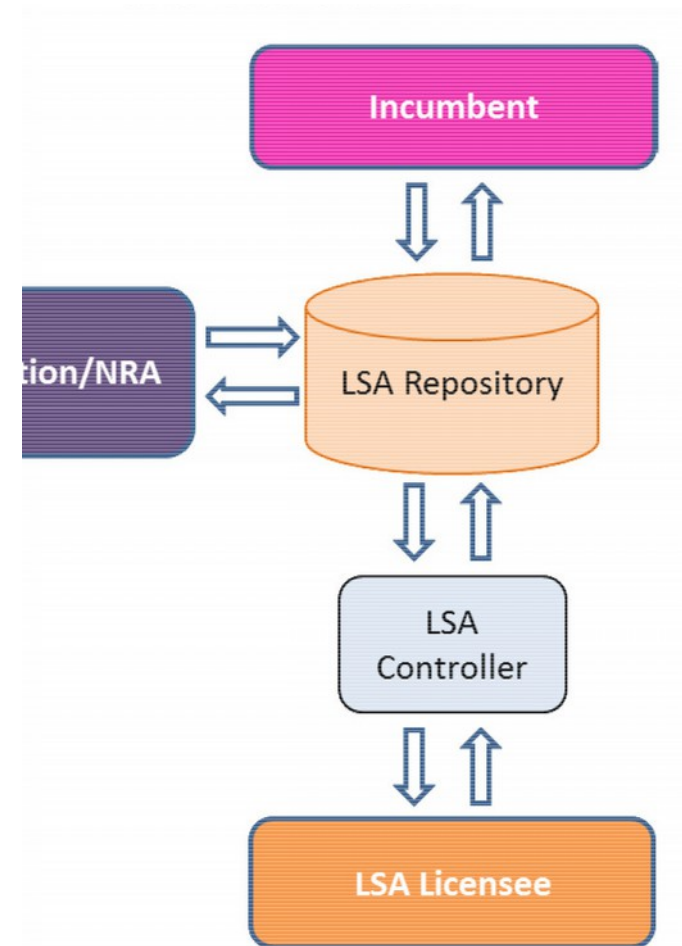 Incumbent
tion/NRA
LSA Repository
LSA
Controller
LSA Licensee